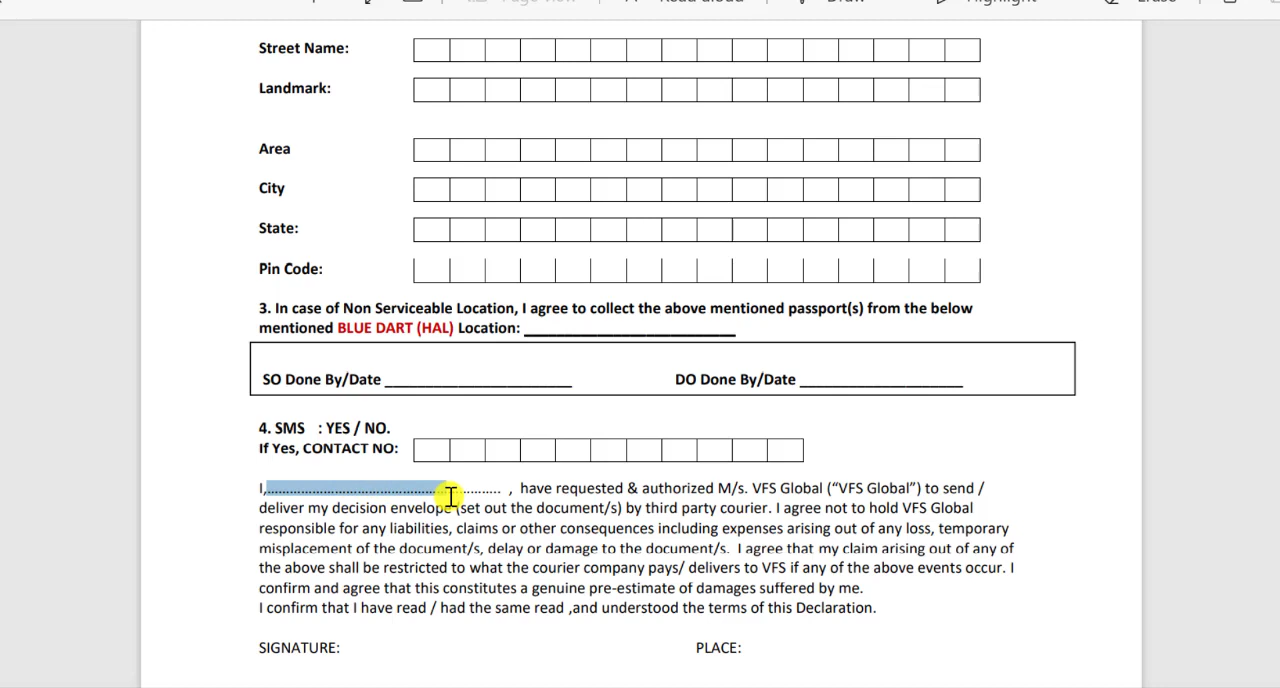 Street Name:
Landmark:
Area
City
State:
Pin Code:
3. In case of Non Serviceable Location, I agree to collect the above mentioned passport(s) from the below
mentioned BLUE DART (HAL) Location: __________________________
SO Done By/Date _______________________ DO Done By/Date ____________________
4. SMS : YES / NO.
If Yes, CONTACT NO:
I,……………………………………………………… , have requested & authorized M/s. VFS Global (“VFS Global”) to send /
deliver my decision envelope (set out the document/s) by third party courier. I agree not to hold VFS Global
responsible for any liabilities, claims or other consequences including expenses arising out of any loss, temporary
misplacement of the document/s, delay or damage to the document/s. I agree that my claim arising out of any of
the above shall be restricted to what the courier company pays/ delivers to VFS if any of the above events occur. I
confirm and agree that this constitutes a genuine pre-estimate of damages suffered by me.
I confirm that I have read / had the same read ,and understood the terms of this Declaration.
SIGNATURE: PLACE: